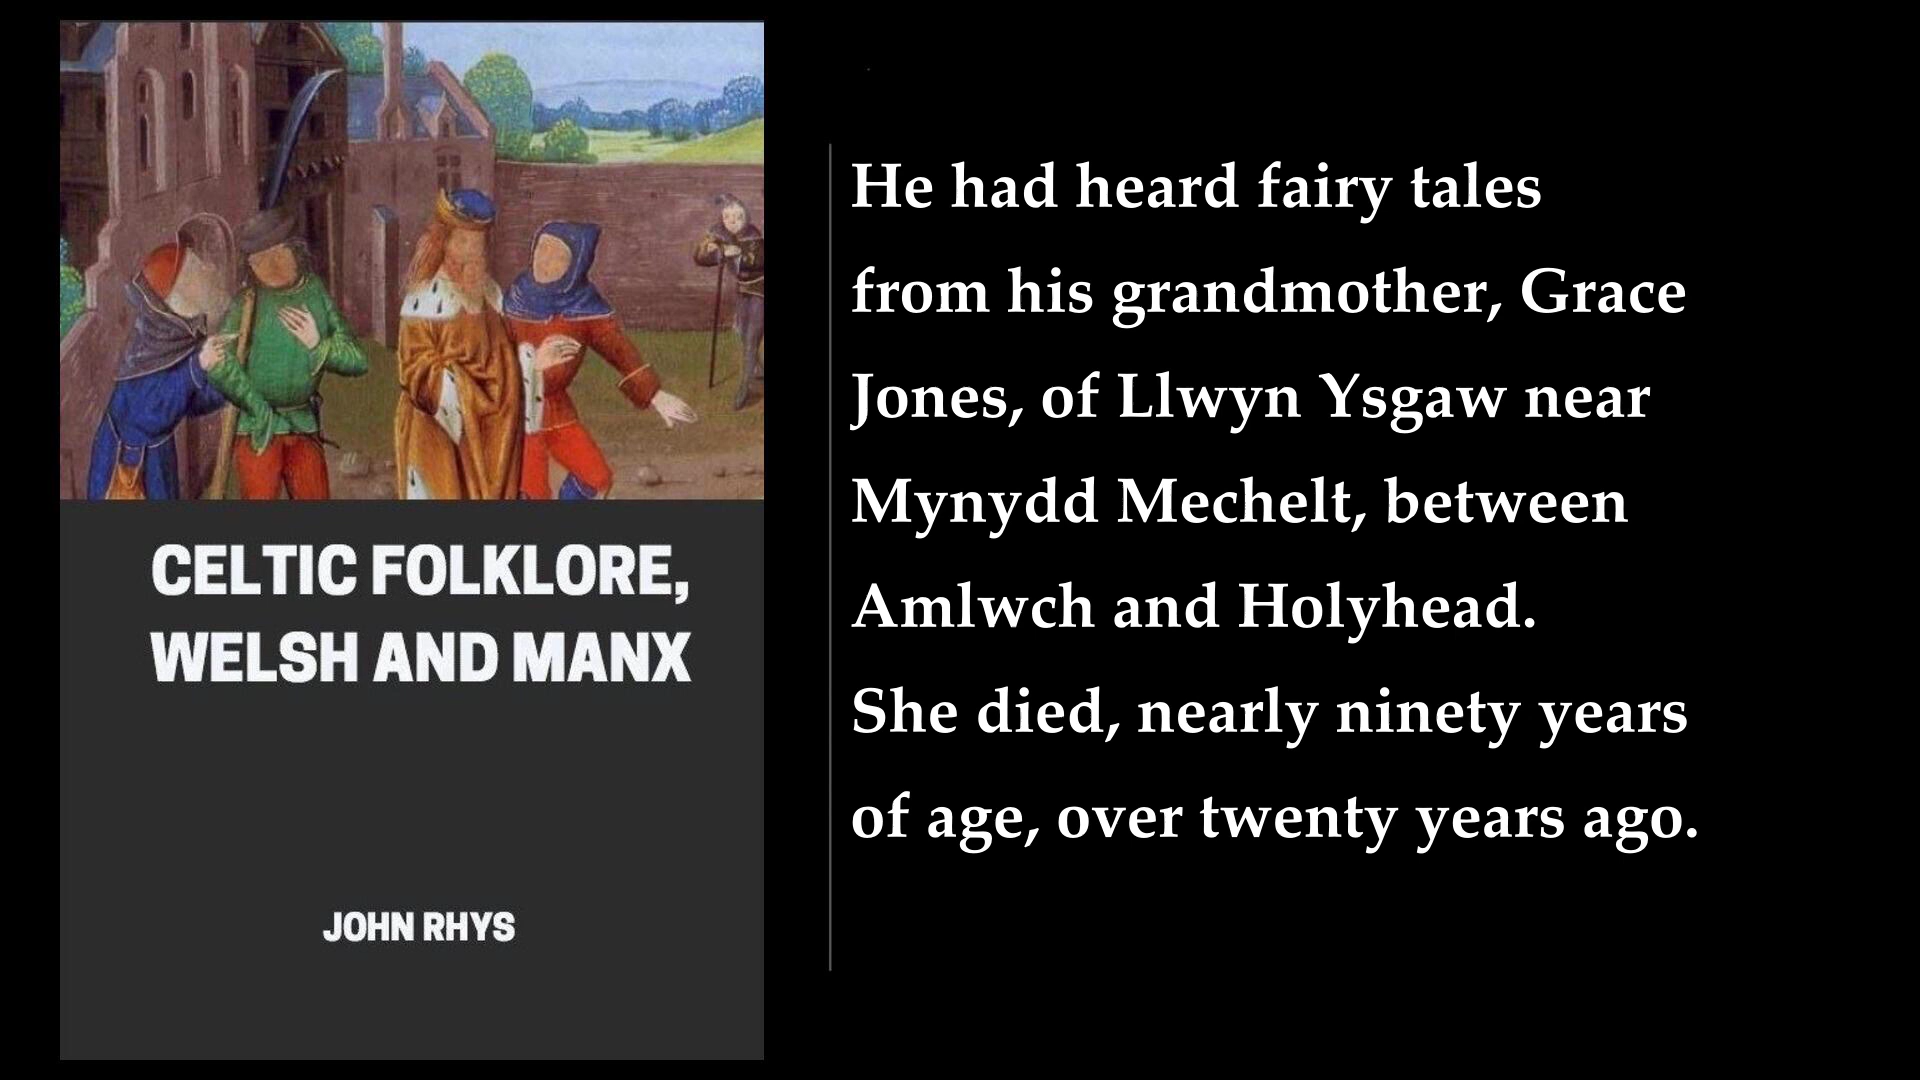 CELTIC FOLKLORE,
WELSH AND MANX
JOHN RHYS
He had heard fairy tales
from his grandmother, Grace
Jones, of Llwyn Ysgaw near
Mynydd Mechelt, between
Amlwch and Holyhead.
She died, nearly ninety years
of age, over twenty years ago.